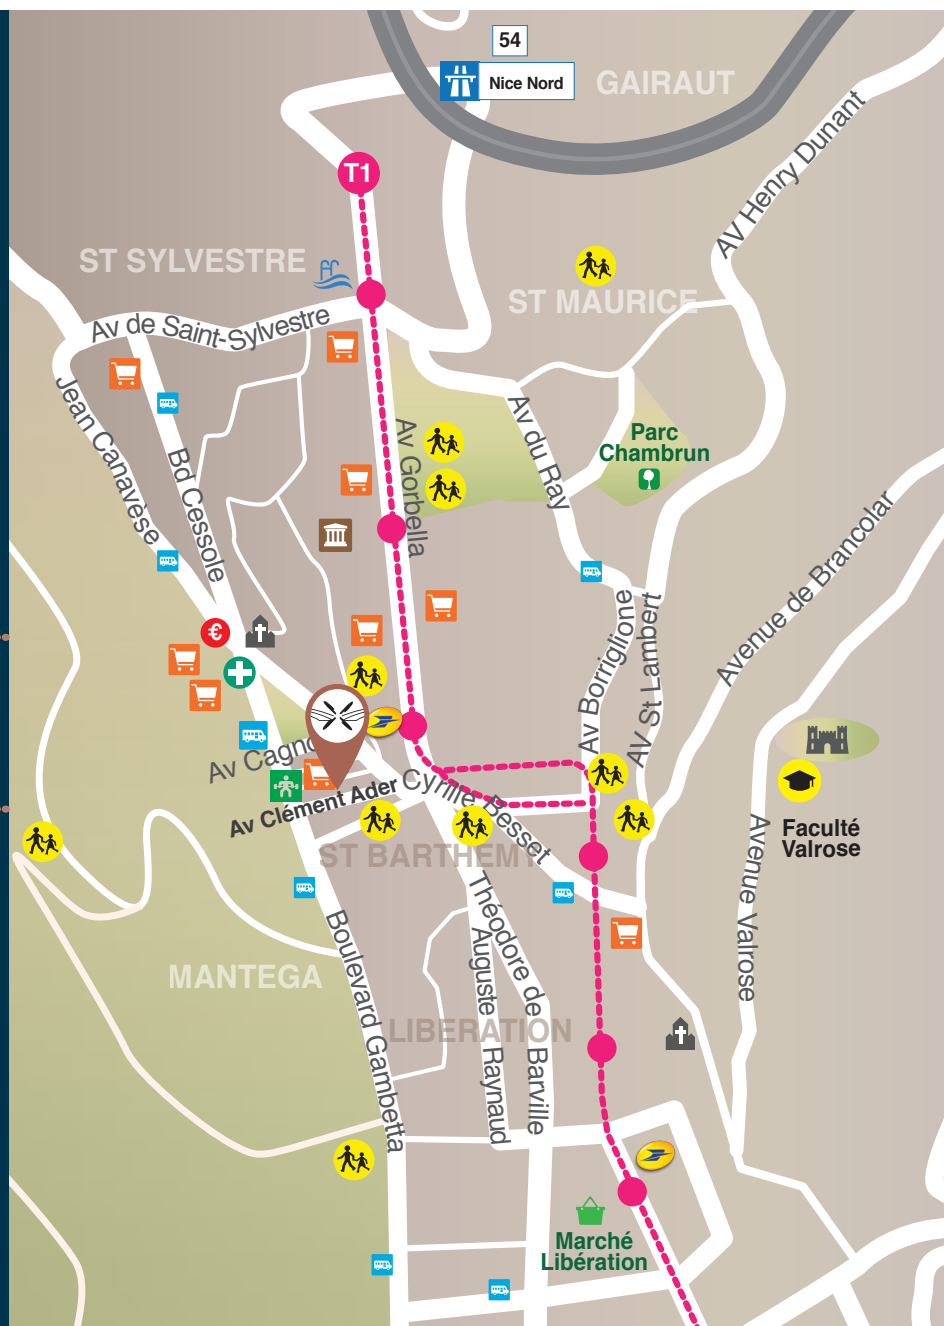 54
Nice Nord
GAIRAUT
T1
AV Henry Dunant
ST SYLVESTRE
ST MAURICE
Av de Saint-Sylvestre
Jean Canavèse
Bd Cessole
Av Gorbella
Av du Ray
Parc
Chambrun
Avenue de Brancolar
€
Av Borriglione
AV St Lambert
Av Cagno
Av Clément Ader
Cyrille Besset
ST BARTHEMY
Faculté
Valrose
Avenue Valrose
Théodore de Barville
Auguste Raynaud
Boulevard Gambetta
MANTEGA
LIBERATION
Marché
Libération